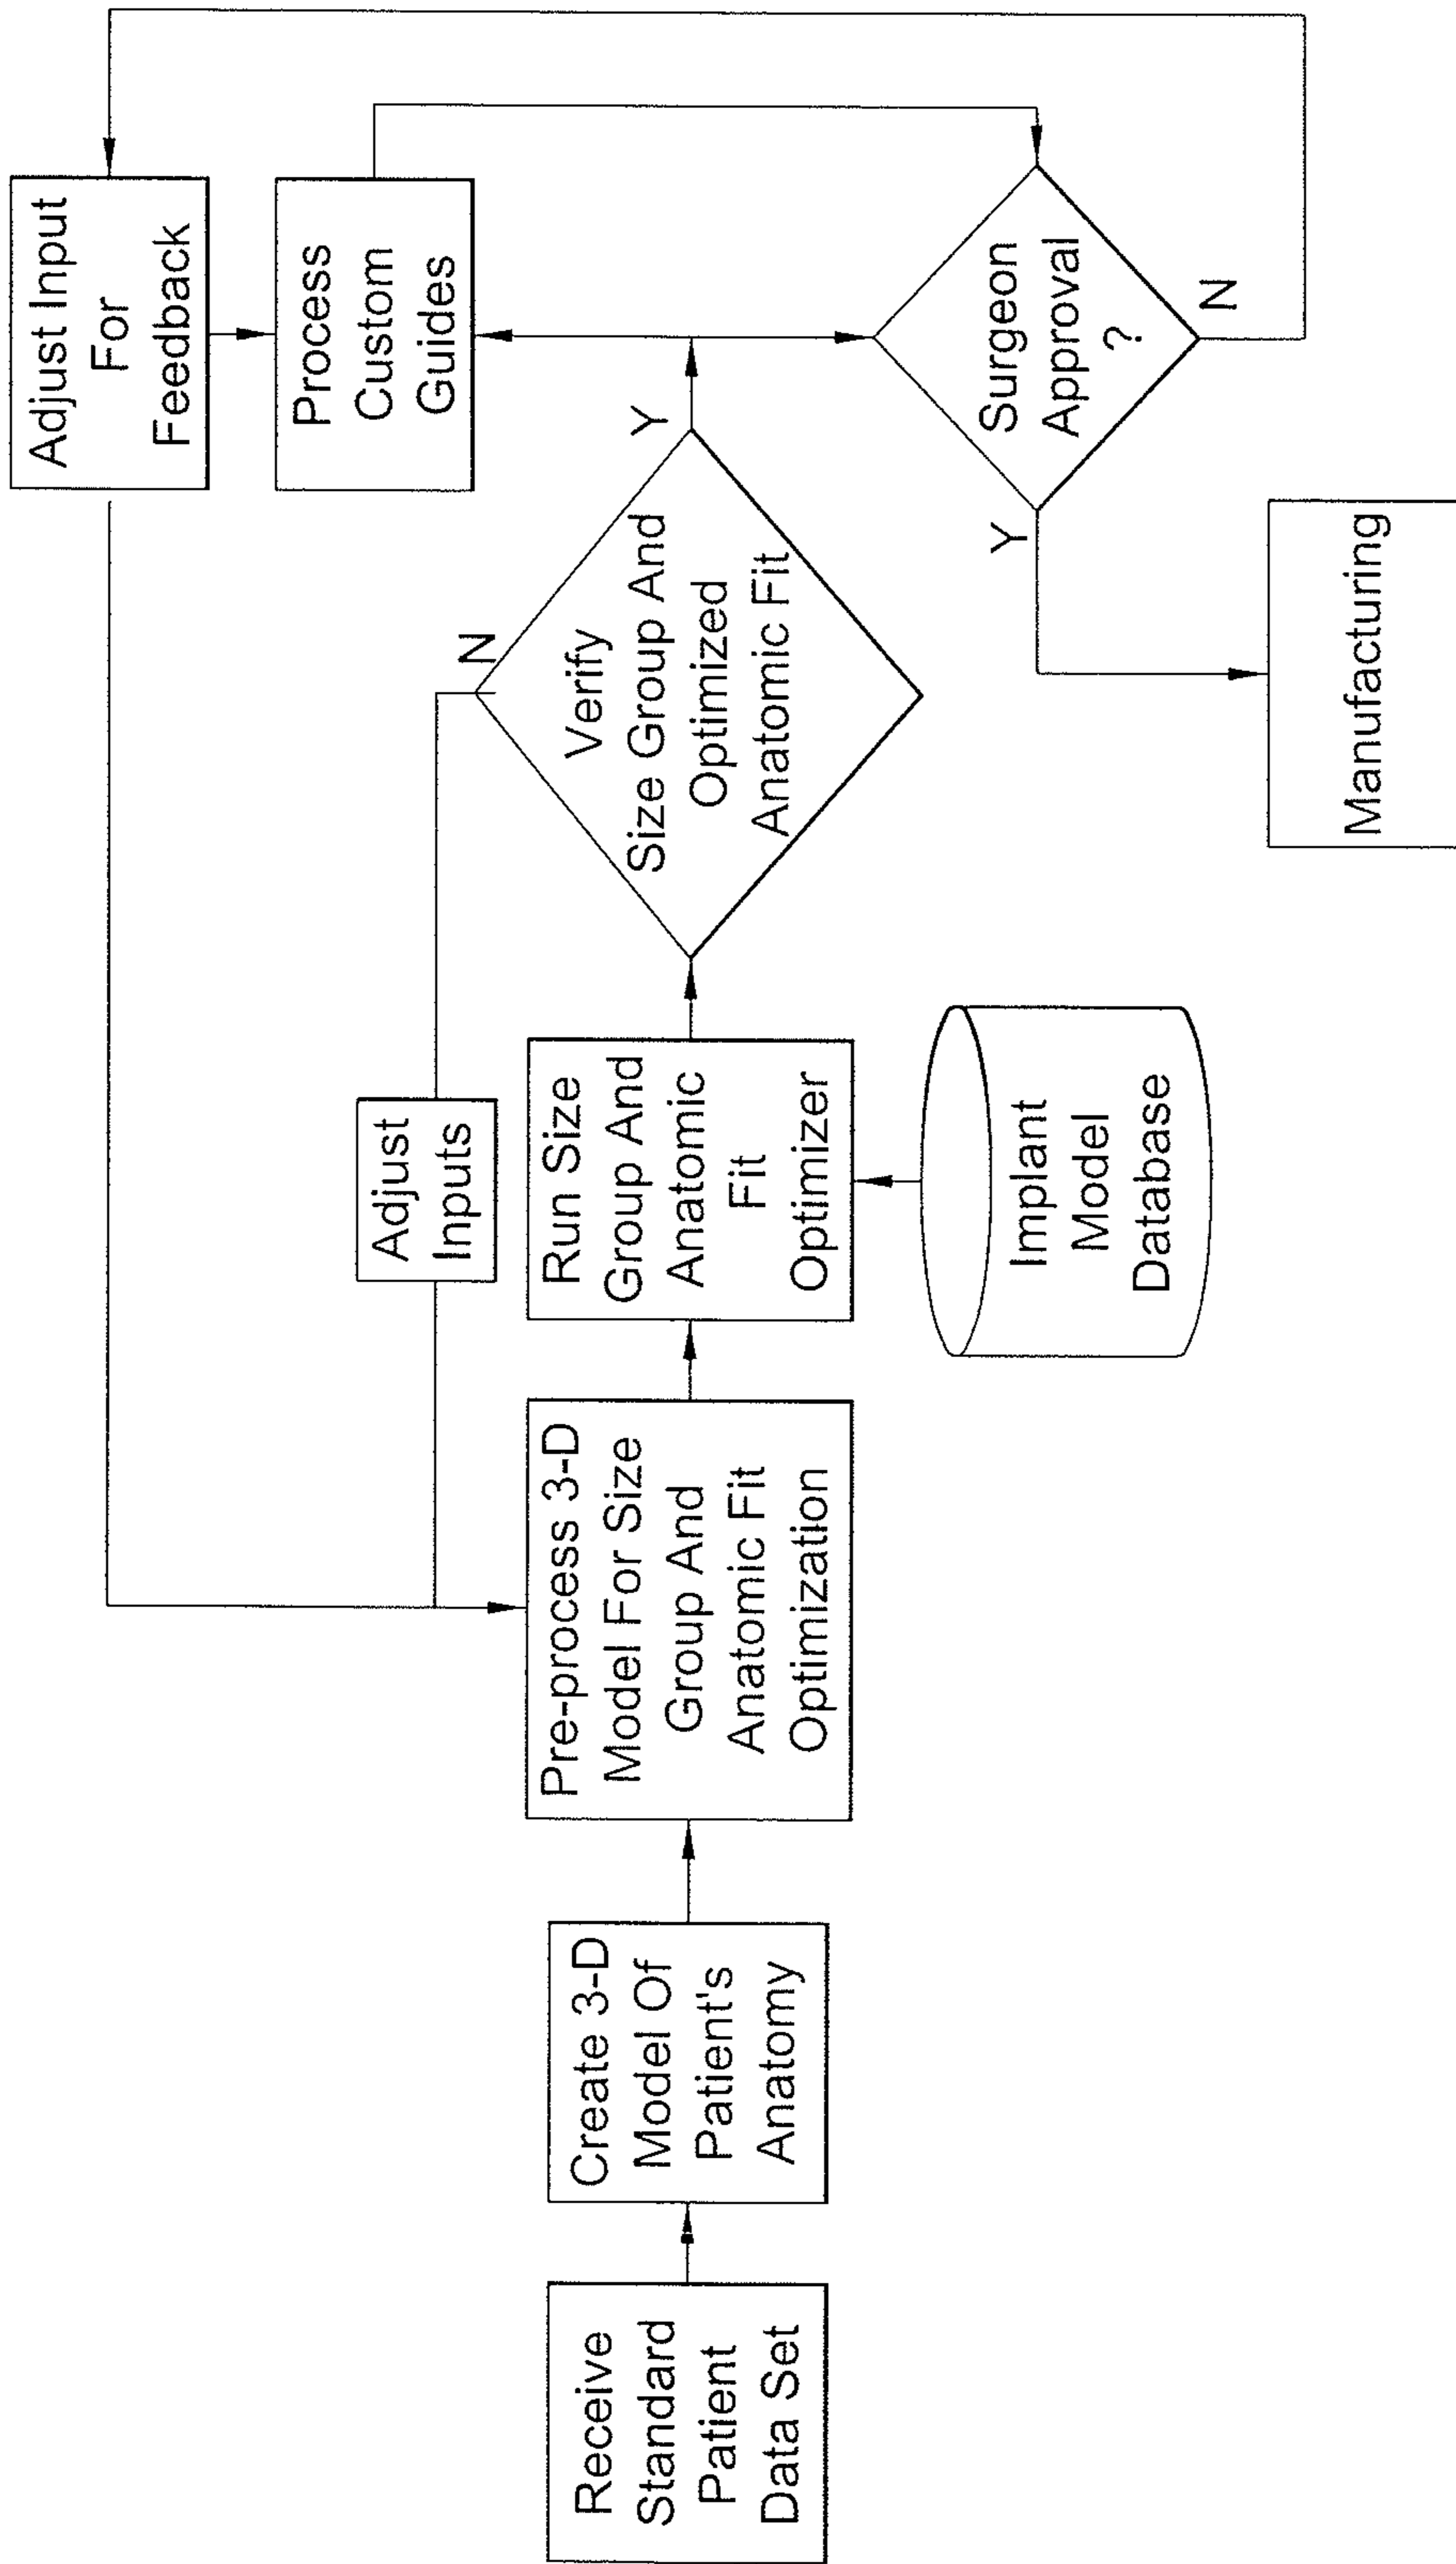 Receive
Standard
Patient
Data Set
Create 3-D
Model Of
Patient's
Anatomy
Pre-process 3-D
Model For Size
Group And
Anatomic Fit
Optimization
Run Size
Group And
Anatomic
Fit
Optimizer
Implant
Model
Database
Adjust
Inputs
Verify
Size Group And
Optimized
Anatomic Fit
N
Y
Adjust Input
For
Feedback
Process
Custom
Guides
Surgeon
Approval
?
Y
N
Manufacturing